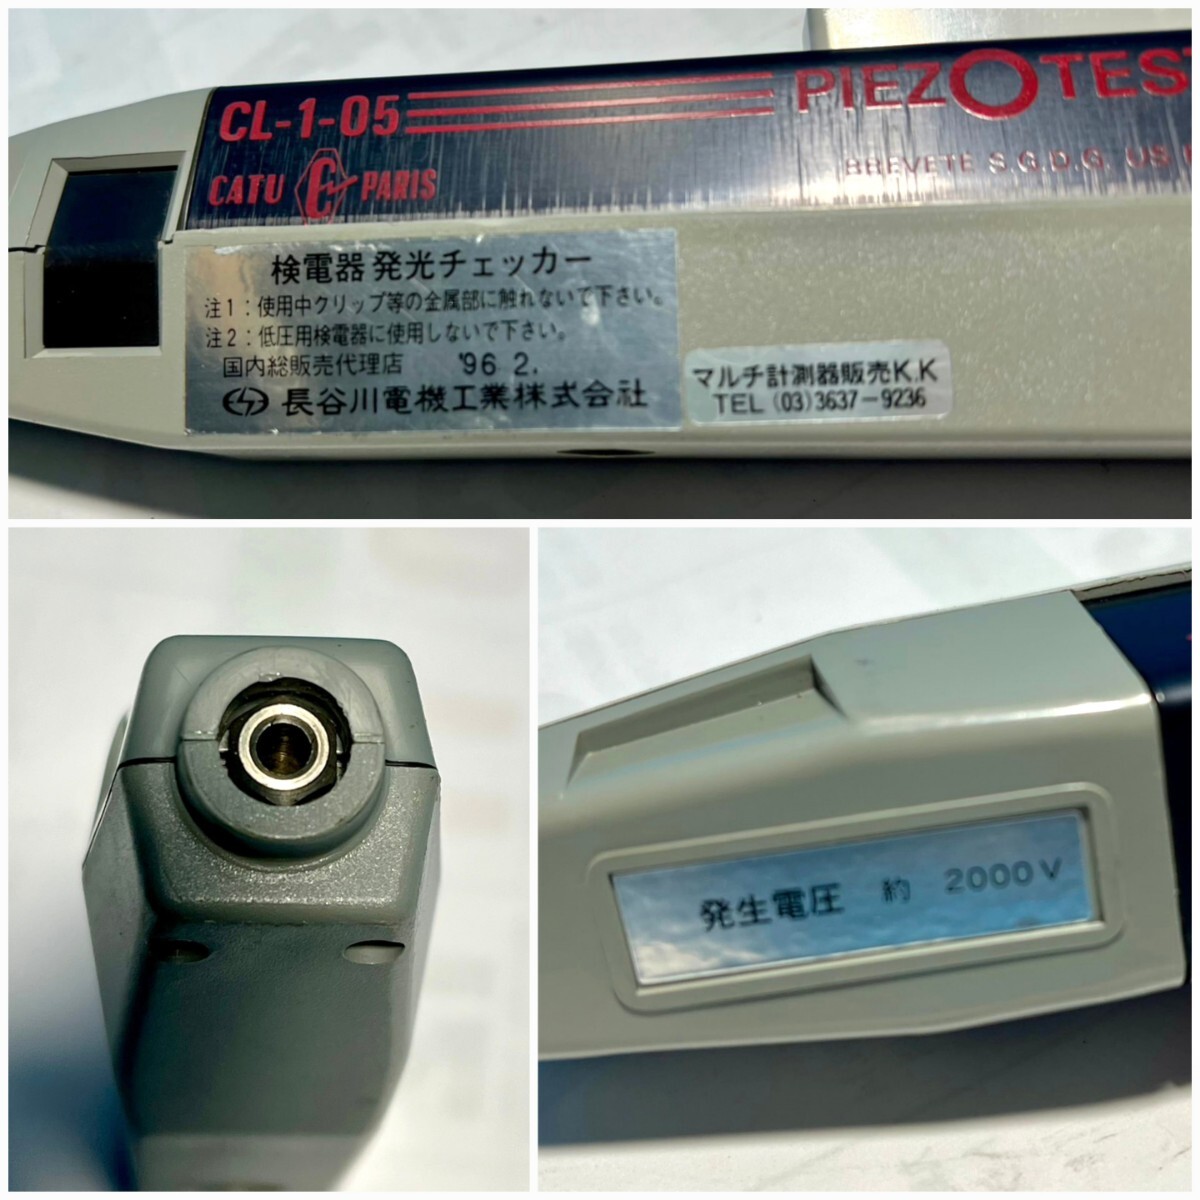 CL-1-05
PIEZOTEST
CATU PARIS
BREVETE S.G.D.G. US
検電器 発光チェッカー
注1：使用中クリップ等の金属部に触れないで下さい。
注2：低圧用検電器に使用しないで下さい。
国内総販売代理店 '96 2.
長谷川電機工業株式会社
マルチ計測器販売K.K
TEL (03)3637-9236
発生電圧 約 2000V